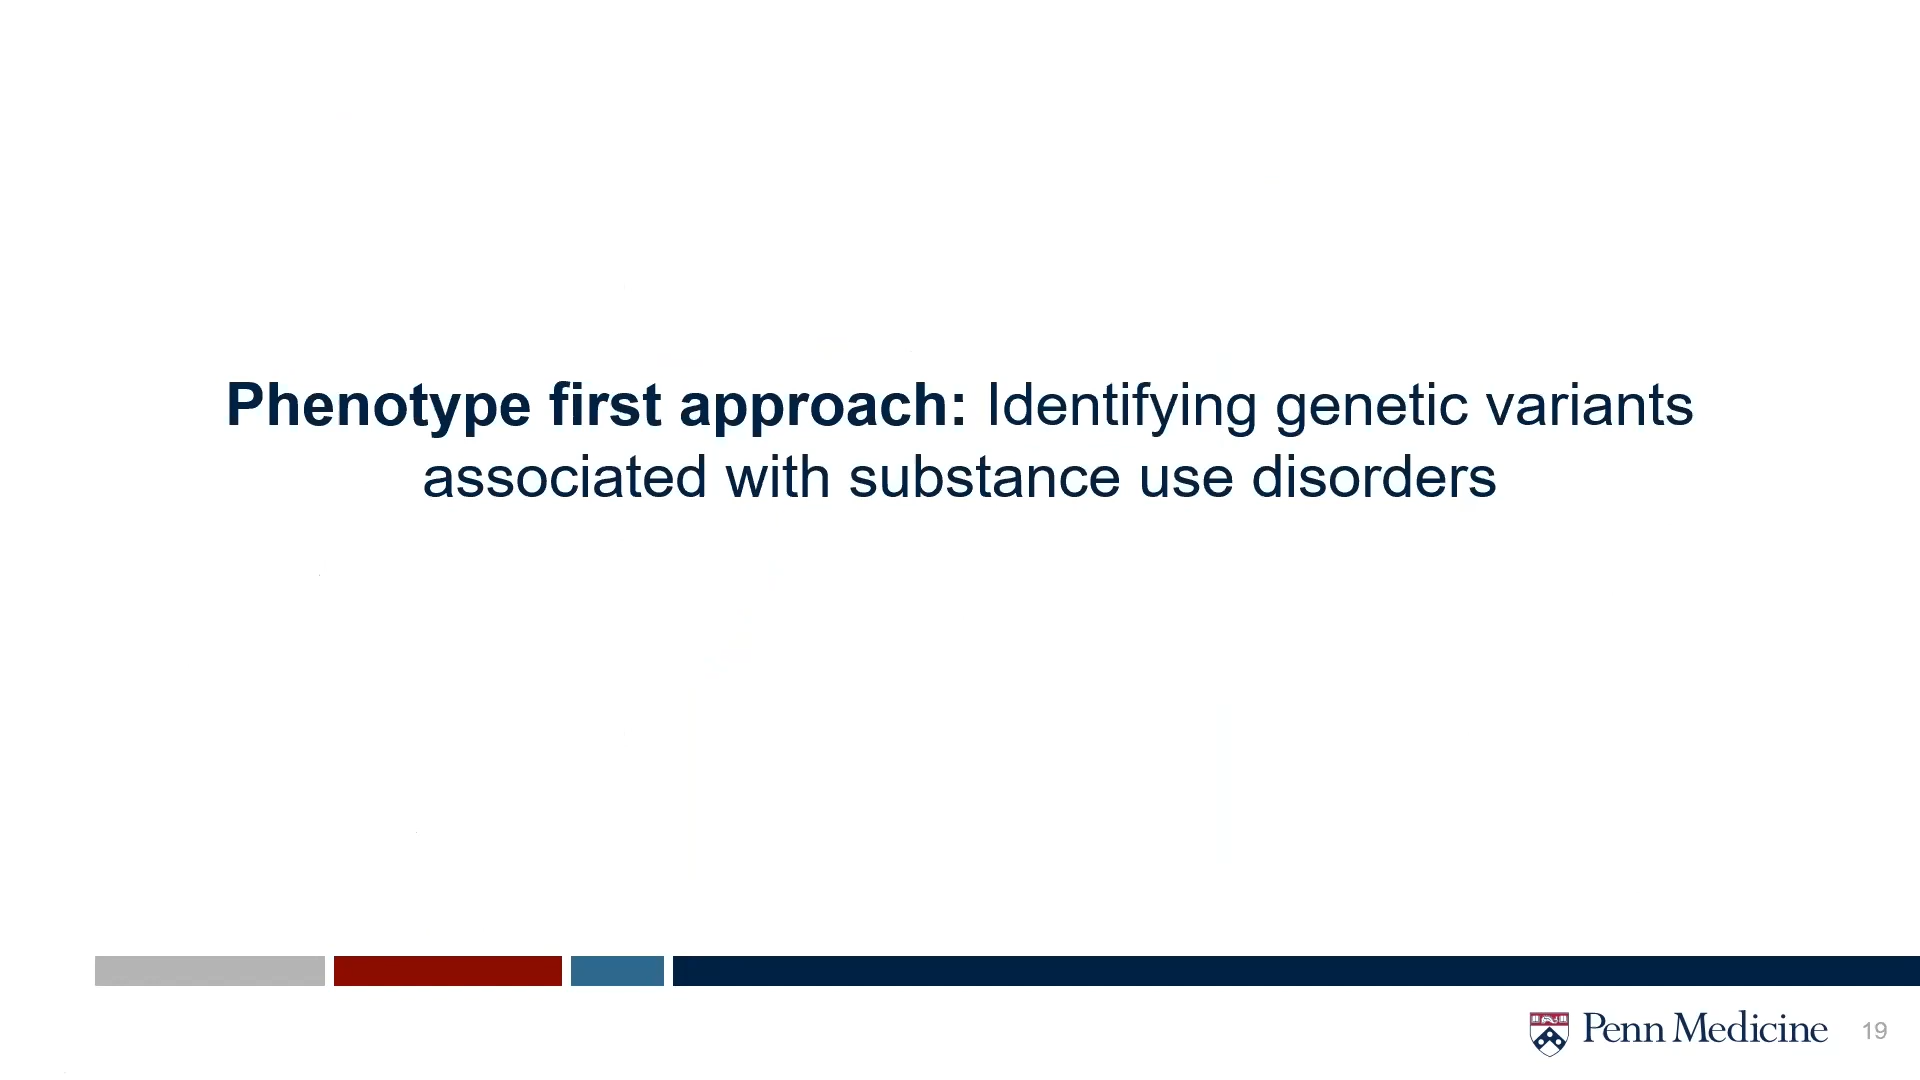 Phenotype first approach: Identifying genetic variants
associated with substance use disorders
Penn Medicine
19